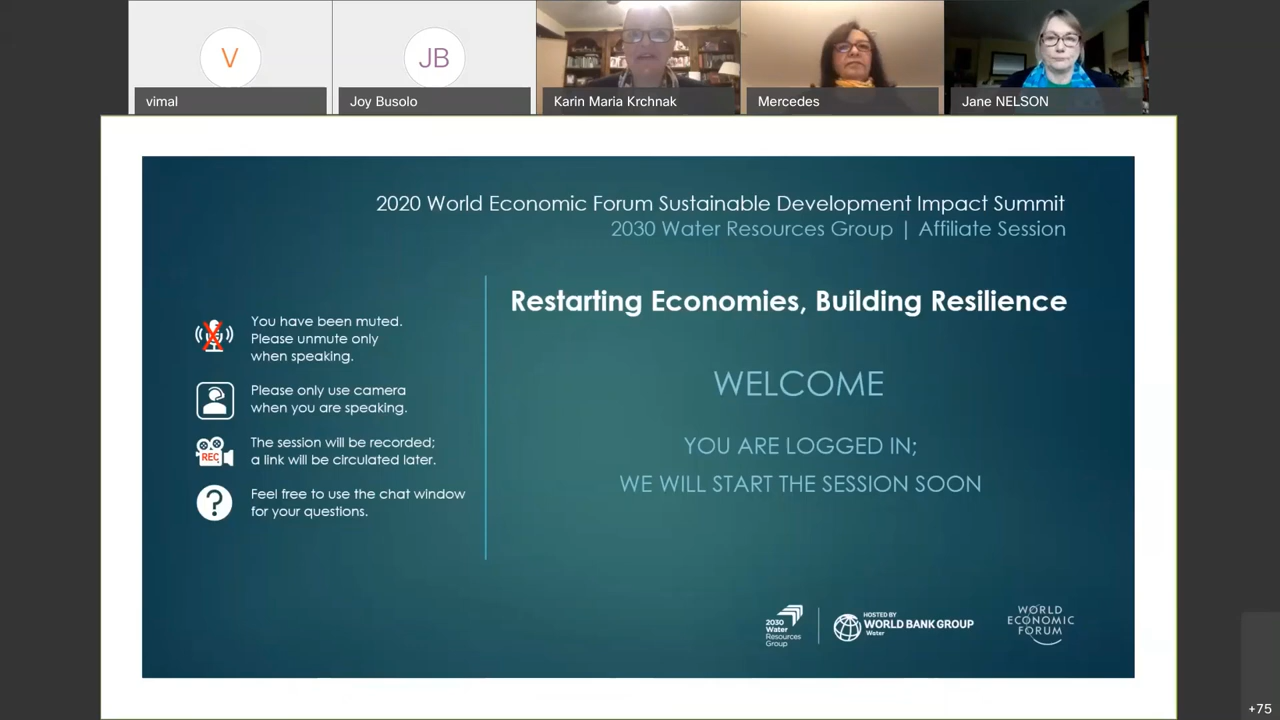 V
JB
vimal
Joy Busolo
Karin Maria Krchnak
Mercedes
Jane NELSON
2020 World Economic Forum Sustainable Development Impact Summit
2030 Water Resources Group | Affiliate Session
Restarting Economies, Building Resilience
You have been muted.
Please unmute only
when speaking.
Please only use camera
when you are speaking.
REC
The session will be recorded;
a link will be circulated later.
?
Feel free to use the chat window
for your questions.
WELCOME
YOU ARE LOGGED IN;
WE WILL START THE SESSION SOON
2030
Water
Resources
Group
HOSTED BY
WORLD BANK GROUP
Water
WORLD
ECONOMIC
FORUM
+75